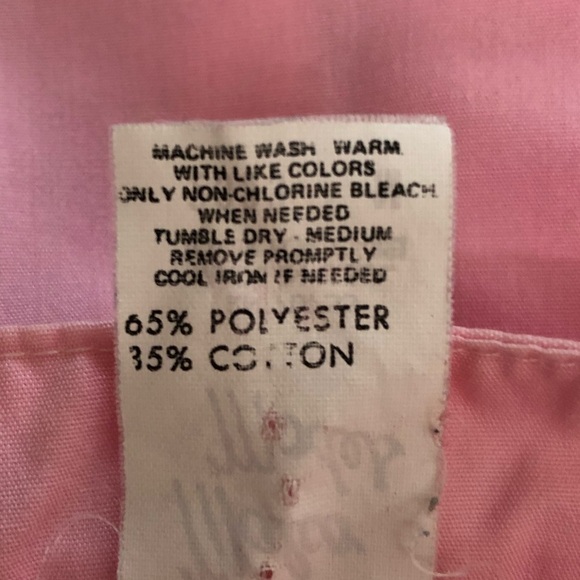 MACHINE WASH WARM
WITH LIKE COLORS
ONLY NON-CHLORINE BLEACH
WHEN NEEDED
TUMBLE DRY - MEDIUM
REMOVE PROMPTLY
COOL IRON IF NEEDED
65% POLYESTER
35% COTTON